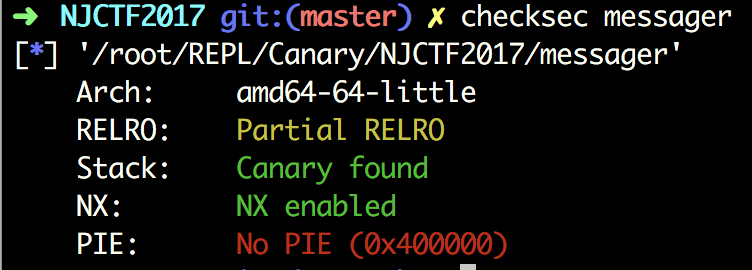 ➜ NJCTF2017 git:(master) ✗ checksec messager
[*] '/root/REPL/Canary/NJCTF2017/messager'
Arch: amd64-64-little
RELRO: Partial RELRO
Stack: Canary found
NX: NX enabled
PIE: No PIE (0x400000)